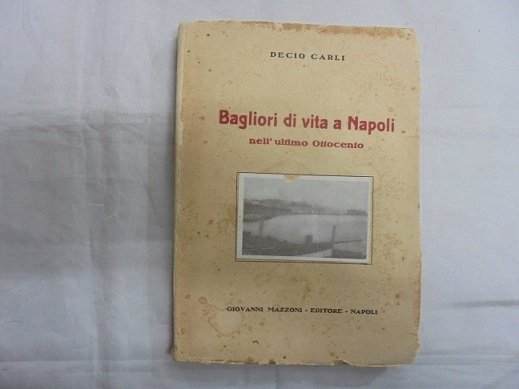 DECIO CARLI
Bagliori di vita a Napoli
nell'ultimo Ottocento
GIOVANNI MAZZONI - EDITORE - NAPOLI